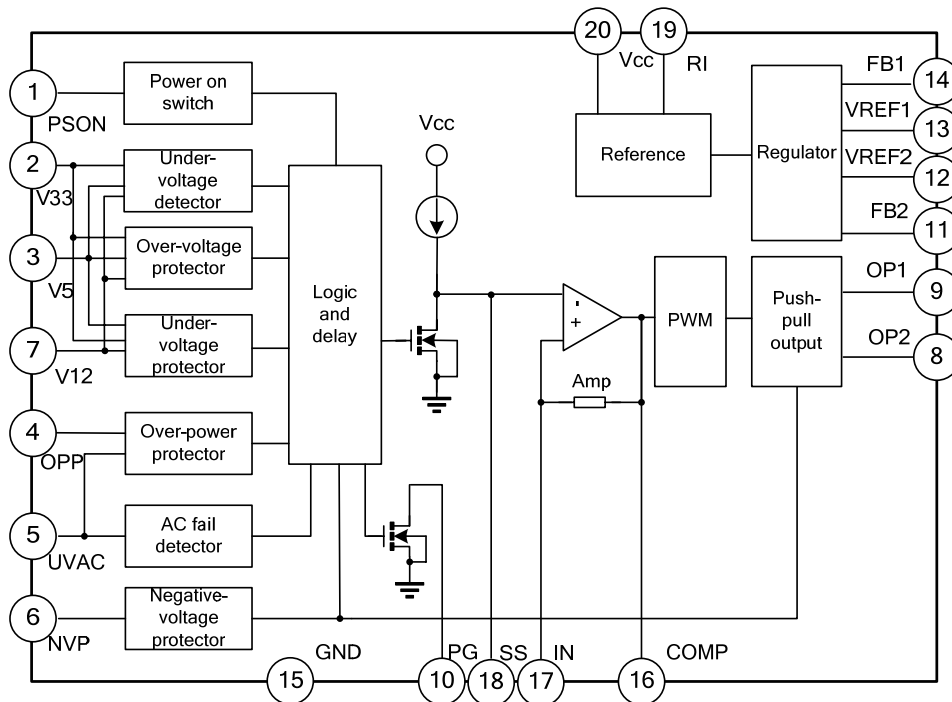 20
19
Vcc
RI
1
PSON
Power on
switch
FB1
14
VREF1
13
VREF2
12
FB2
11
Reference
Regulator
Vcc
2
V33
Under-
voltage
detector
3
V5
Over-voltage
protector
Logic
and
delay
7
V12
Under-
voltage
protector
-
+
Amp
PWM
Push-
pull
output
OP1
9
OP2
8
4
OPP
Over-power
protector
5
UVAC
AC fail
detector
6
NVP
Negative-
voltage
protector
GND
15
PG
10
SS
18
IN
17
COMP
16